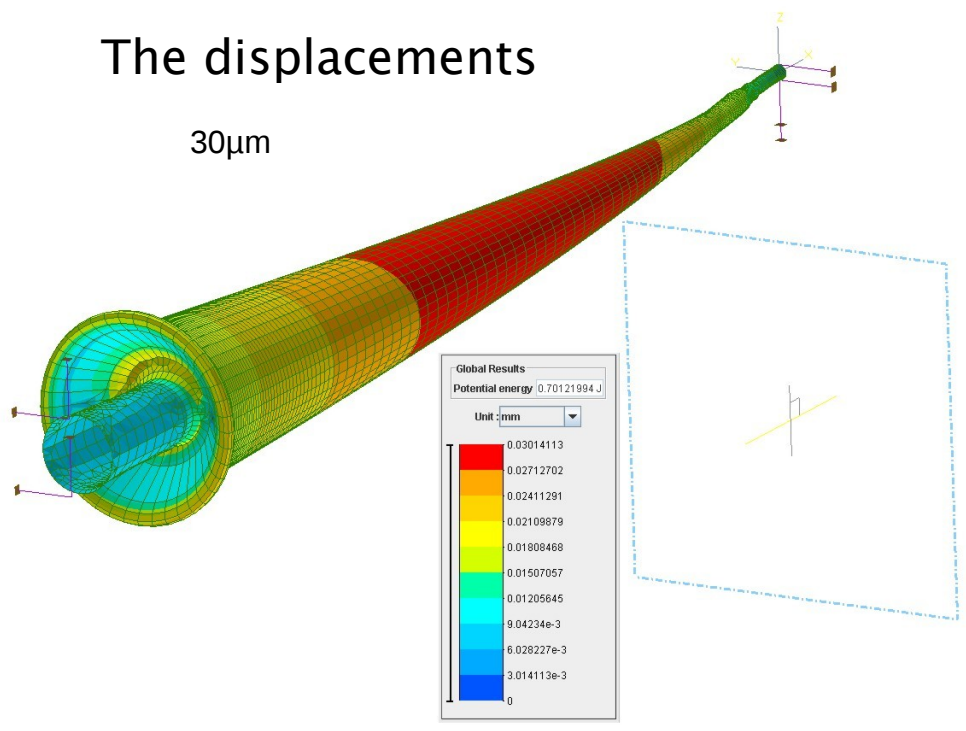 The displacements
30µm
Z
Y
X
Global Results
Potential energy 0.70121994 J
Unit : mm
0.03014113
0.02712702
0.02411291
0.02109879
0.01808468
0.01507057
0.01205645
9.04234e-3
6.028227e-3
3.014113e-3
0